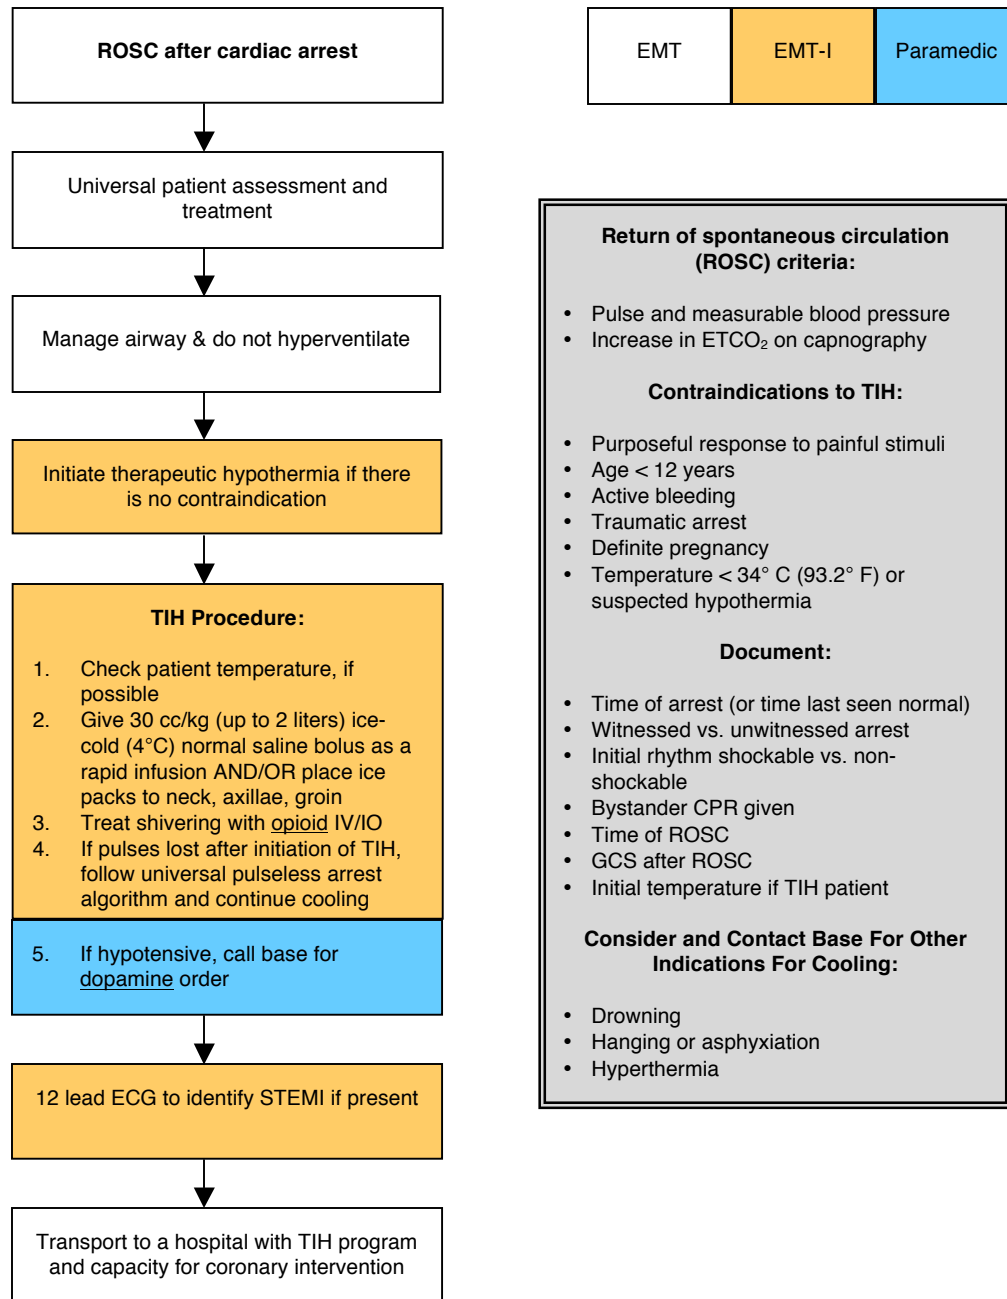 ROSC after cardiac arrest
Universal patient assessment and
treatment
Manage airway & do not hyperventilate
Initiate therapeutic hypothermia if there
is no contraindication
TIH Procedure:
1. Check patient temperature, if
possible
2. Give 30 cc/kg (up to 2 liters) ice-
cold (4°C) normal saline bolus as a
rapid infusion AND/OR place ice
packs to neck, axillae, groin
3. Treat shivering with opioid IV/IO
4. If pulses lost after initiation of TIH,
follow universal pulseless arrest
algorithm and continue cooling
5. If hypotensive, call base for
dopamine order
12 lead ECG to identify STEMI if present
Transport to a hospital with TIH program
and capacity for coronary intervention
EMT
EMT-I
Paramedic
Return of spontaneous circulation
(ROSC) criteria:
• Pulse and measurable blood pressure
• Increase in ETCO₂ on capnography
Contraindications to TIH:
• Purposeful response to painful stimuli
• Age < 12 years
• Active bleeding
• Traumatic arrest
• Definite pregnancy
• Temperature < 34° C (93.2° F) or
suspected hypothermia
Document:
• Time of arrest (or time last seen normal)
• Witnessed vs. unwitnessed arrest
• Initial rhythm shockable vs. non-
shockable
• Bystander CPR given
• Time of ROSC
• GCS after ROSC
• Initial temperature if TIH patient
Consider and Contact Base For Other
Indications For Cooling:
• Drowning
• Hanging or asphyxiation
• Hyperthermia